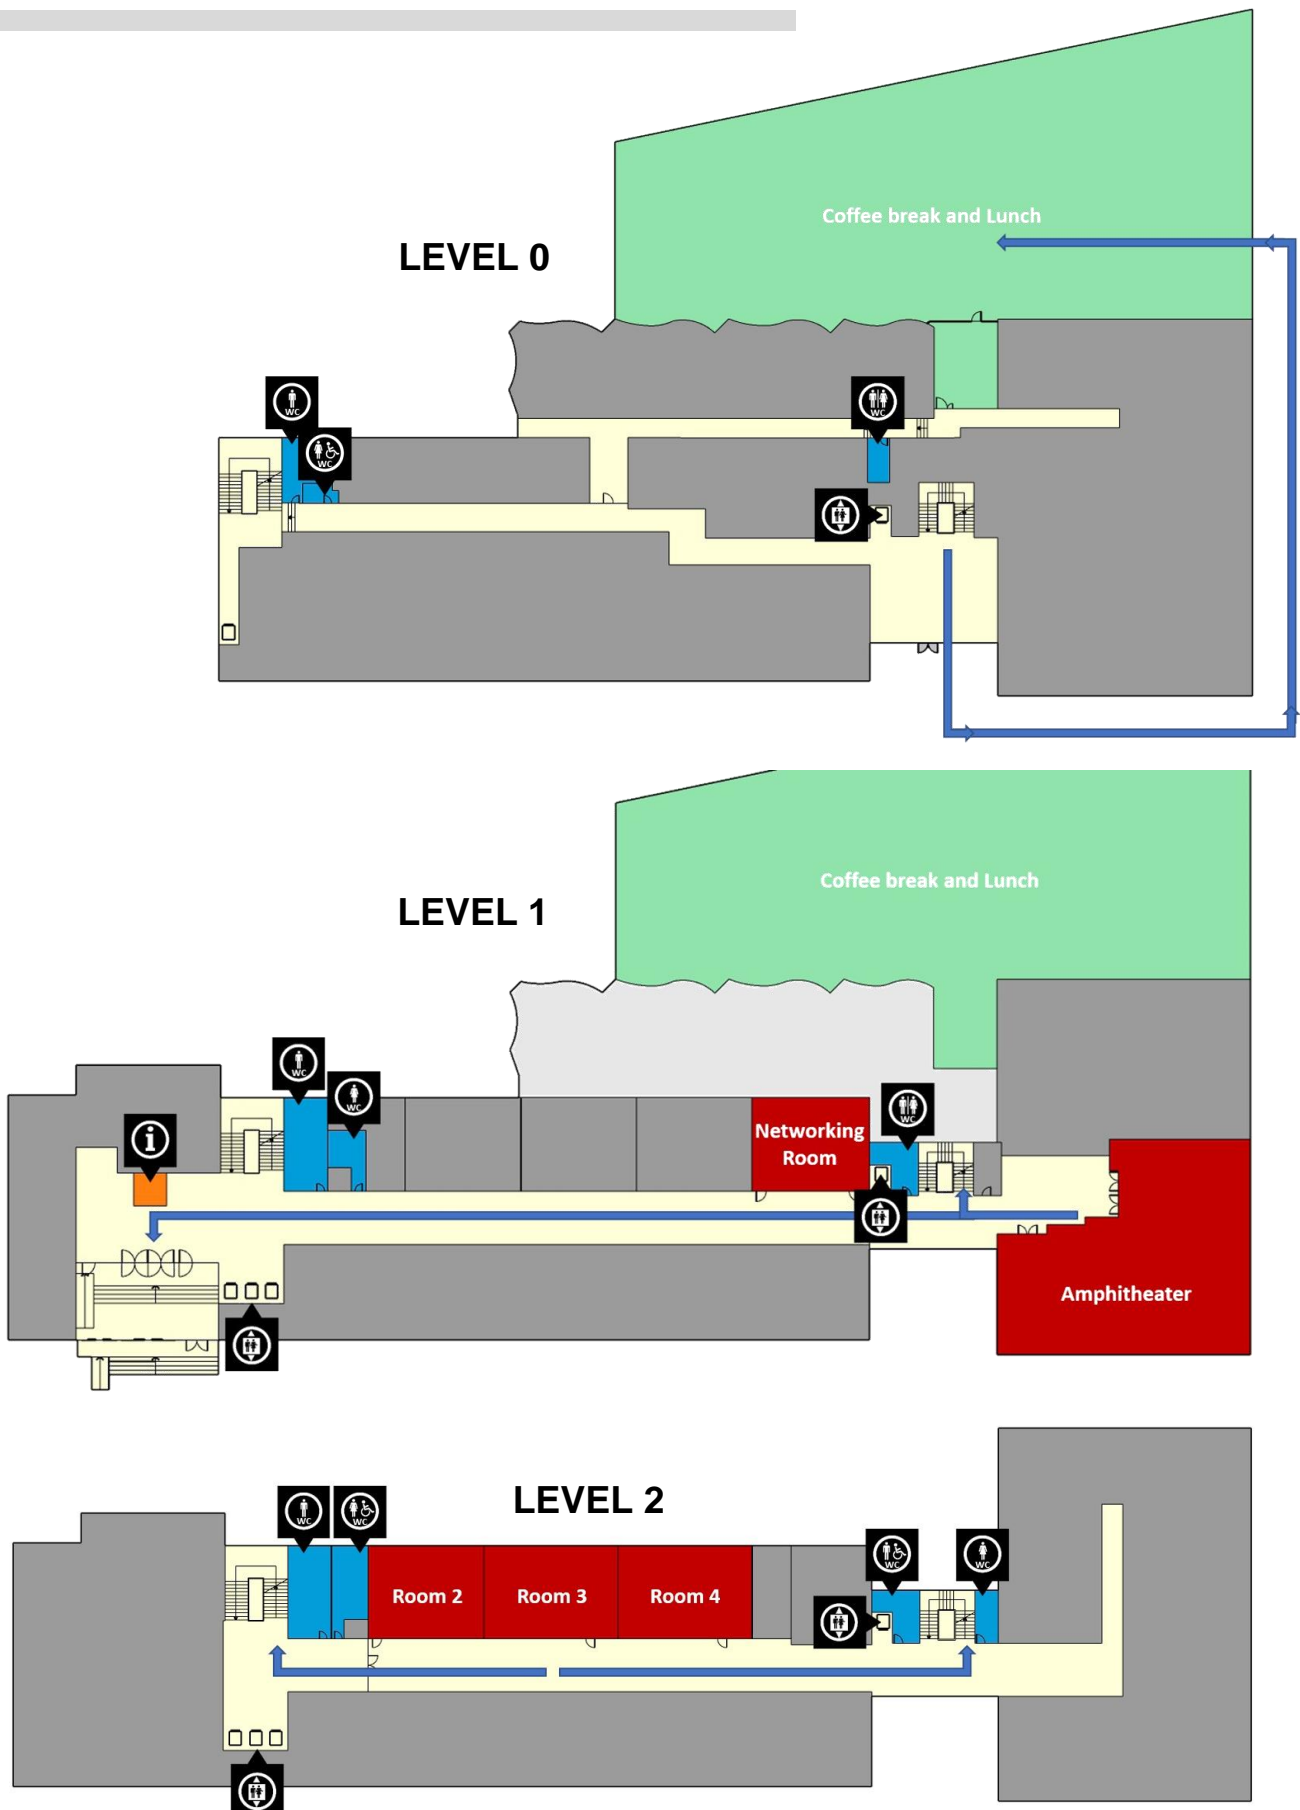 Coffee break and Lunch
LEVEL 0
WC
WC
WC
Coffee break and Lunch
LEVEL 1
WC
WC
WC
Networking
Room
i
Amphitheater
LEVEL 2
WC
WC
WC
WC
Room 2
Room 3
Room 4